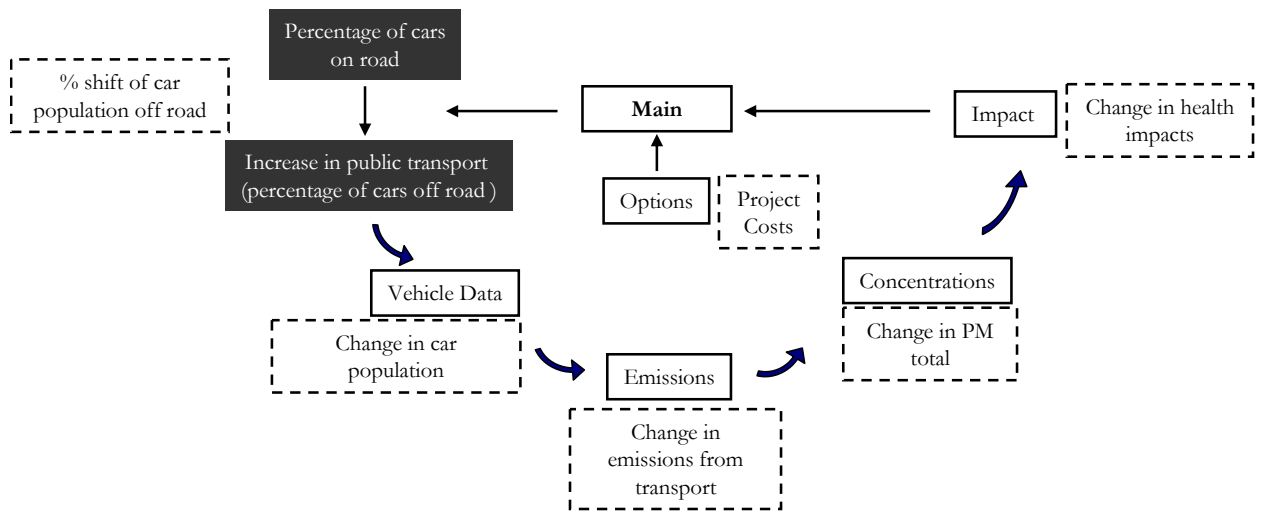 Percentage of cars
on road
% shift of car
population off road
Main
Impact
Change in health
impacts
Increase in public transport
(percentage of cars off road )
Options
Project
Costs
Vehicle Data
Change in car
population
Concentrations
Change in PM
total
Emissions
Change in
emissions from
transport